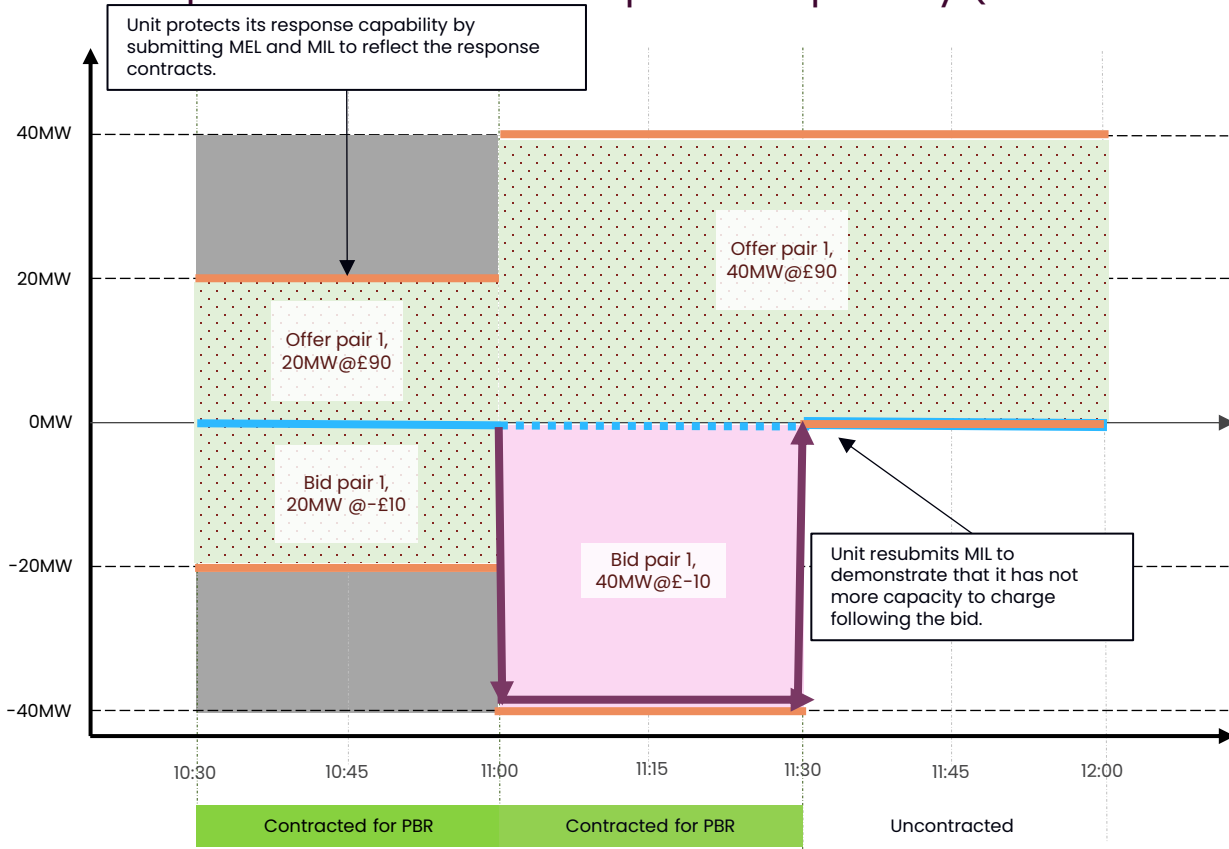 Unit protects its response capability by
submitting MEL and MIL to reflect the response
contracts.
40MW
20MW
0MW
-20MW
-40MW
Offer pair 1,
40MW@£90
Offer pair 1,
20MW@£90
Bid pair 1,
20MW @-£10
Bid pair 1,
40MW@£-10
Unit resubmits MIL to
demonstrate that it has not
more capacity to charge
following the bid.
10:30
10:45
11:00
11:15
11:30
11:45
12:00
Contracted for PBR
Contracted for PBR
Uncontracted